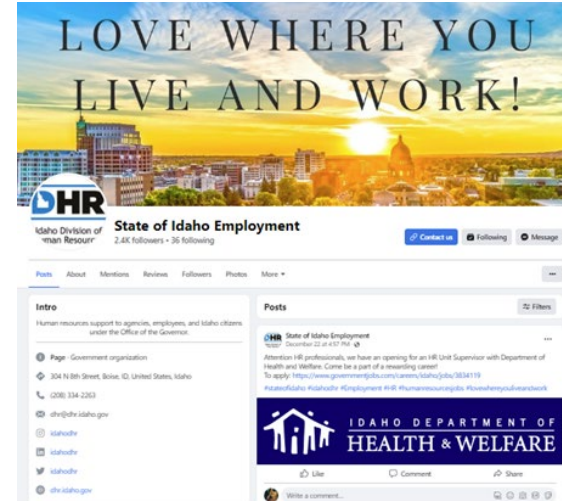 LOVE WHERE YOU
LIVE AND WORK!
DHR
Idaho Division of
Human Resourc
State of Idaho Employment
2.4K followers • 36 following
Contact us
Following
Message
Posts
About
Mentions
Reviews
Followers
Photos
More
Intro
Human resources support to agencies, employees, and Idaho citizens
under the Office of the Governor.
Page · Government organization
304 N 8th Street, Boise, ID, United States, Idaho
(208) 334-2263
dhr@dhr.idaho.gov
idahodhr
idahodhr
idahodhr
dhr.idaho.gov
Posts
Filters
DHR
State of Idaho Employment
December 22 at 4:57 PM ·
Attention HR professionals, we have an opening for an HR Unit Supervisor with Department of
Health and Welfare. Come be a part of a rewarding career!
To apply: https://www.governmentjobs.com/careers/idaho/jobs/3834119
#stateofidaho #idahodhr #Employment #HR #humanresourcesjobs #lovewhereyouliveandwork
IDAHO DEPARTMENT OF
HEALTH & WELFARE
Like
Comment
Share
Write a comment...